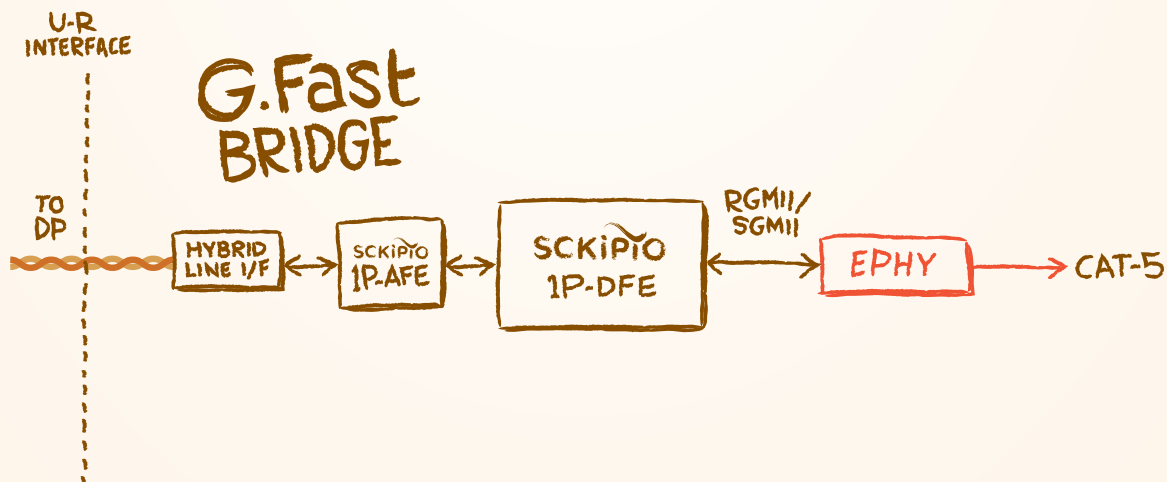 U-R
INTERFACE
G.Fast
BRIDGE
TO
DP
HYBRID
LINE I/F
SCKiPiO
1P-AFE
SCKiPiO
1P-DFE
RGMII/
SGMII
EPHY
CAT-5